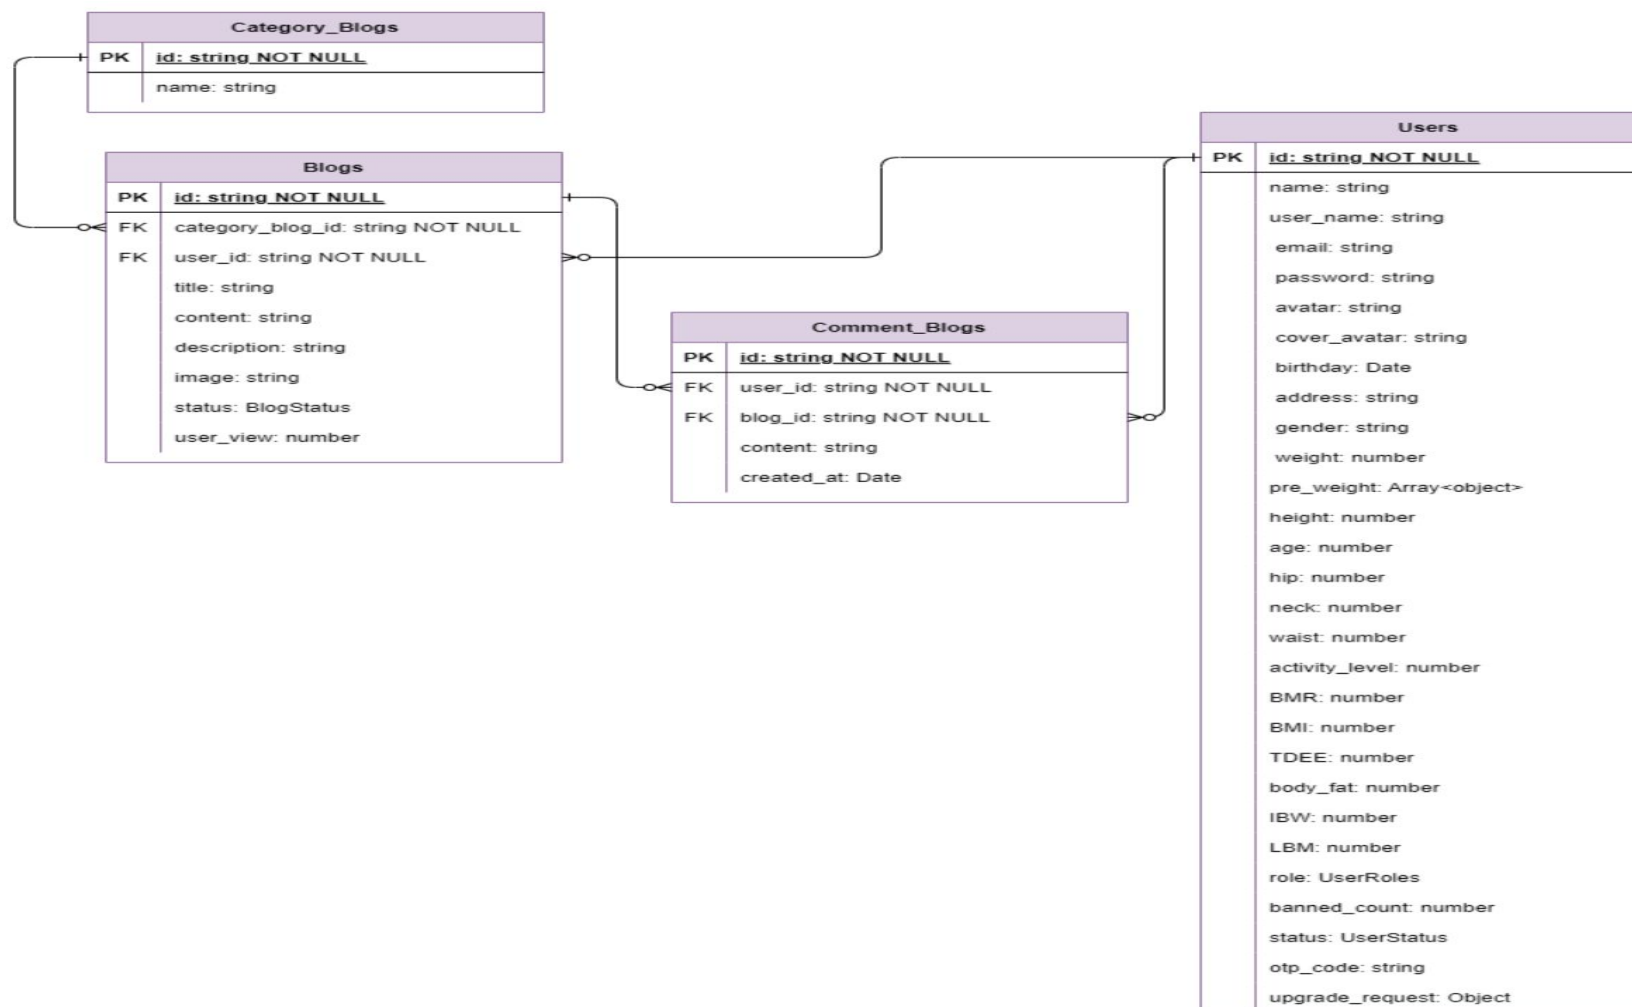 Category_Blogs
PK id: string NOT NULL
name: string
Blogs
PK id: string NOT NULL
FK category_blog_id: string NOT NULL
FK user_id: string NOT NULL
title: string
content: string
description: string
image: string
status: BlogStatus
user_view: number
Comment_Blogs
PK id: string NOT NULL
FK user_id: string NOT NULL
FK blog_id: string NOT NULL
content: string
created_at: Date
Users
PK id: string NOT NULL
name: string
user_name: string
email: string
password: string
avatar: string
cover_avatar: string
birthday: Date
address: string
gender: string
weight: number
pre_weight: Array<object>
height: number
age: number
hip: number
neck: number
waist: number
activity_level: number
BMR: number
BMI: number
TDEE: number
body_fat: number
IBW: number
LBM: number
role: UserRoles
banned_count: number
status: UserStatus
otp_code: string
upgrade_request: Object